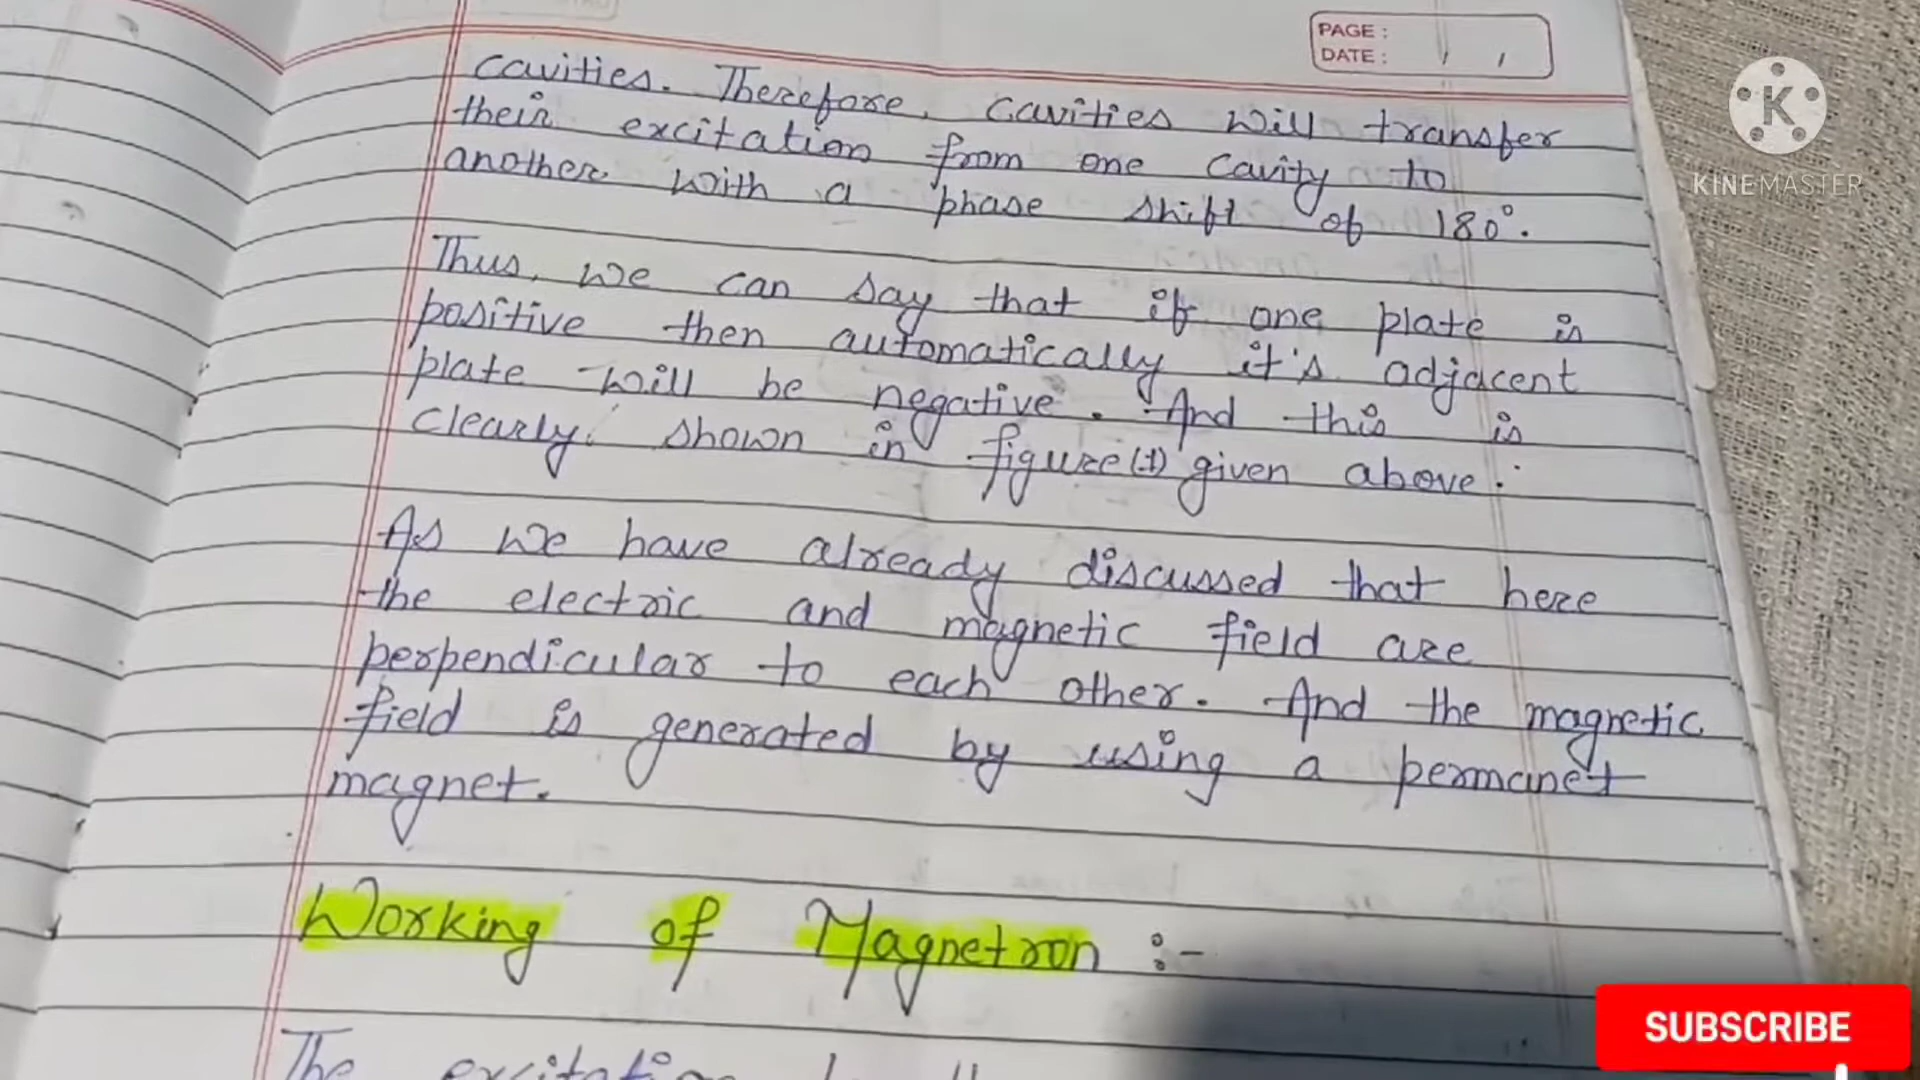 PAGE :
DATE : / /
K
KINEMASTER
cavities. Therefore, cavities will transfer
their excitation from one cavity to
another with a phase shift of 180°.
Thus, we can say that if one plate is
positive then automatically it's adjacent
plate will be negative. And this is
clearly shown in figure(1) given above.
As we have already discussed that here
the electric and magnetic field are
perpendicular to each other. And the magnetic
field is generated by using a permanet
magnet.
Working of Magnetron :-
The excitation
SUBSCRIBE